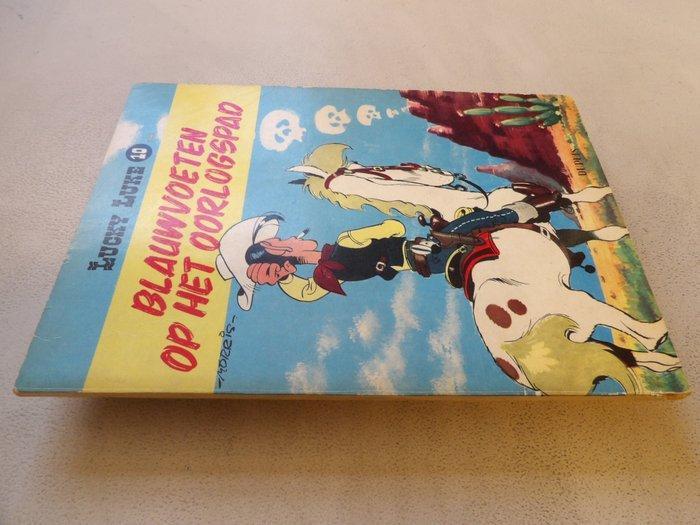 LUCKY LUKE 10
BLAUWVOETEN
OP HET OORLOGSPAD
MORRIS
DUPUIS